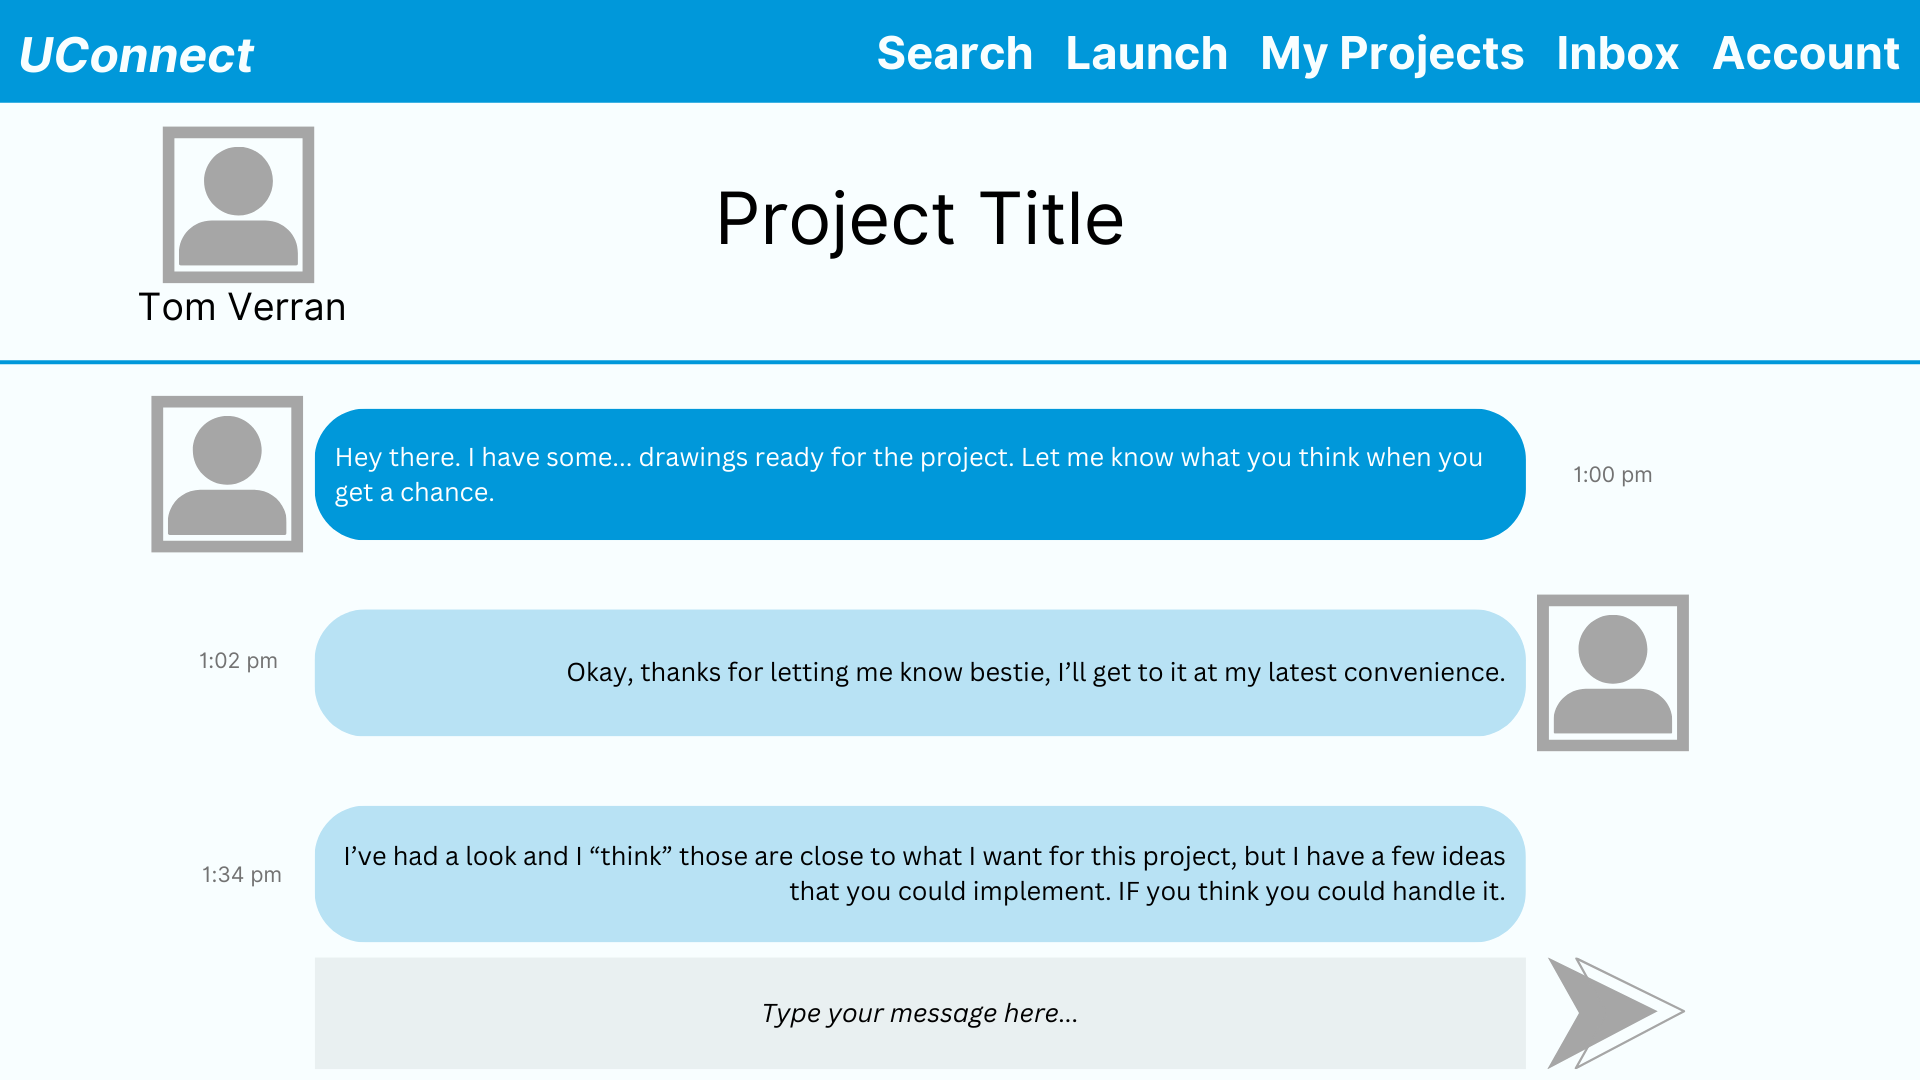 UConnect
Search Launch My Projects Inbox Account
Project Title
Tom Verran
Hey there. I have some... drawings ready for the project. Let me know what you think when you
get a chance.
1:00 pm
1:02 pm
Okay, thanks for letting me know bestie, I’ll get to it at my latest convenience.
I’ve had a look and I “think” those are close to what I want for this project, but I have a few ideas
that you could implement. IF you think you could handle it.
1:34 pm
Type your message here...